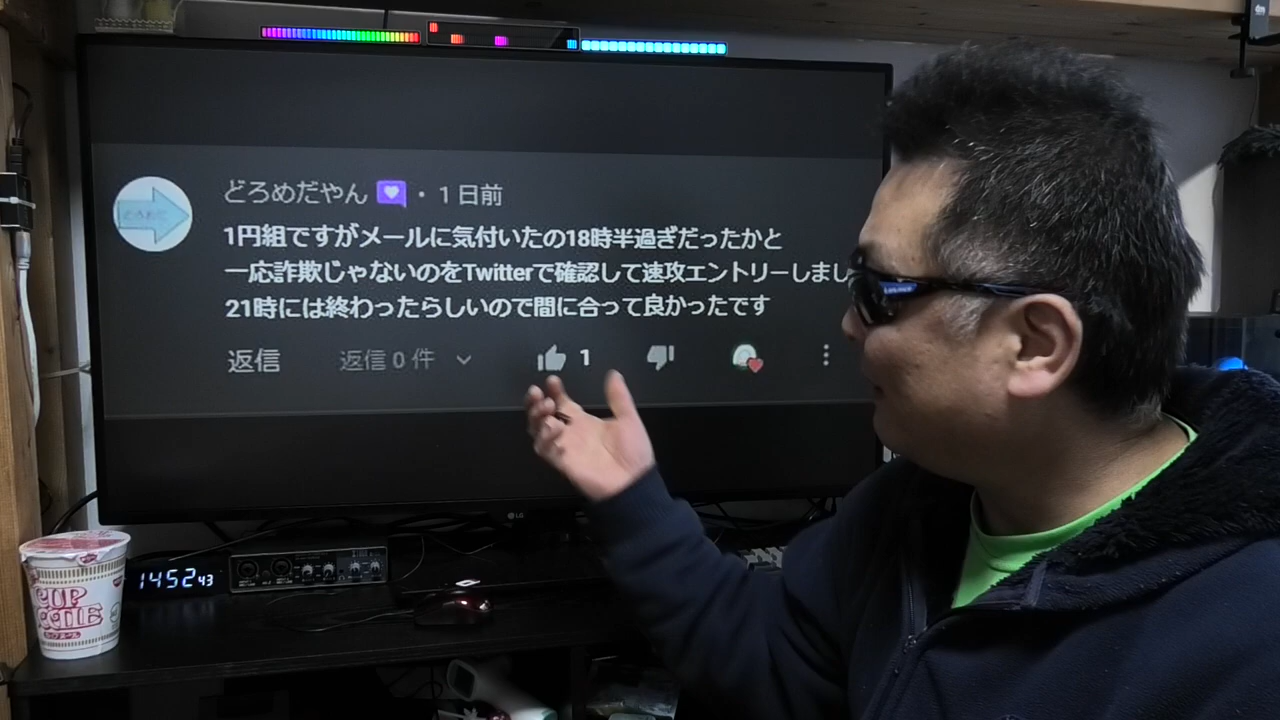 どろめだやん・1日前
1円組ですがメールに気付いたの18時半過ぎだったかと
一応詐欺じゃないのをTwitterで確認して速攻エントリーしまし
21時には終わったらしいので間に合って良かったです
返信 返信0件 1
LG
145243
CUP
NOODLE